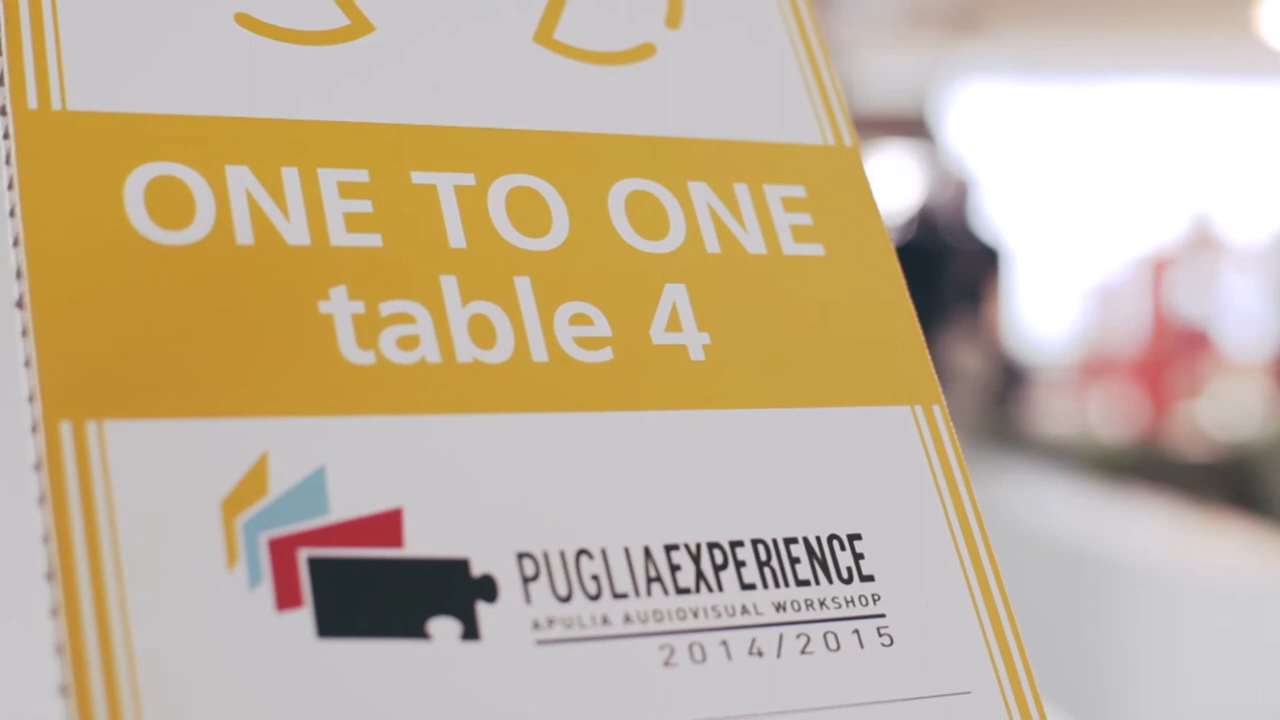 ONE TO ONE
table 4
PUGLIAEXPERIENCE
APULIA AUDIOVISUAL WORKSHOP
2014/2015